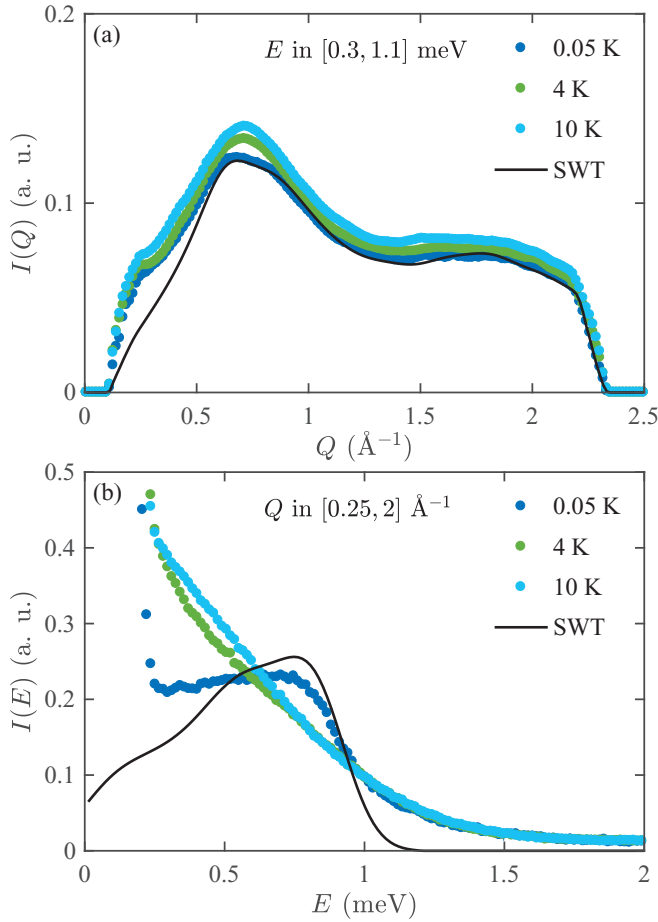 (a)
E in [0.3, 1.1] meV
0.05 K
4 K
10 K
SWT
0.2
0.1
0
I(Q) (a. u.)
0 0.5 1 1.5 2 2.5
Q (Å⁻¹)
(b)
Q in [0.25, 2] Å⁻¹
0.05 K
4 K
10 K
SWT
0.5
0.4
0.3
0.2
0.1
0
I(E) (a. u.)
0 0.5 1 1.5 2
E (meV)